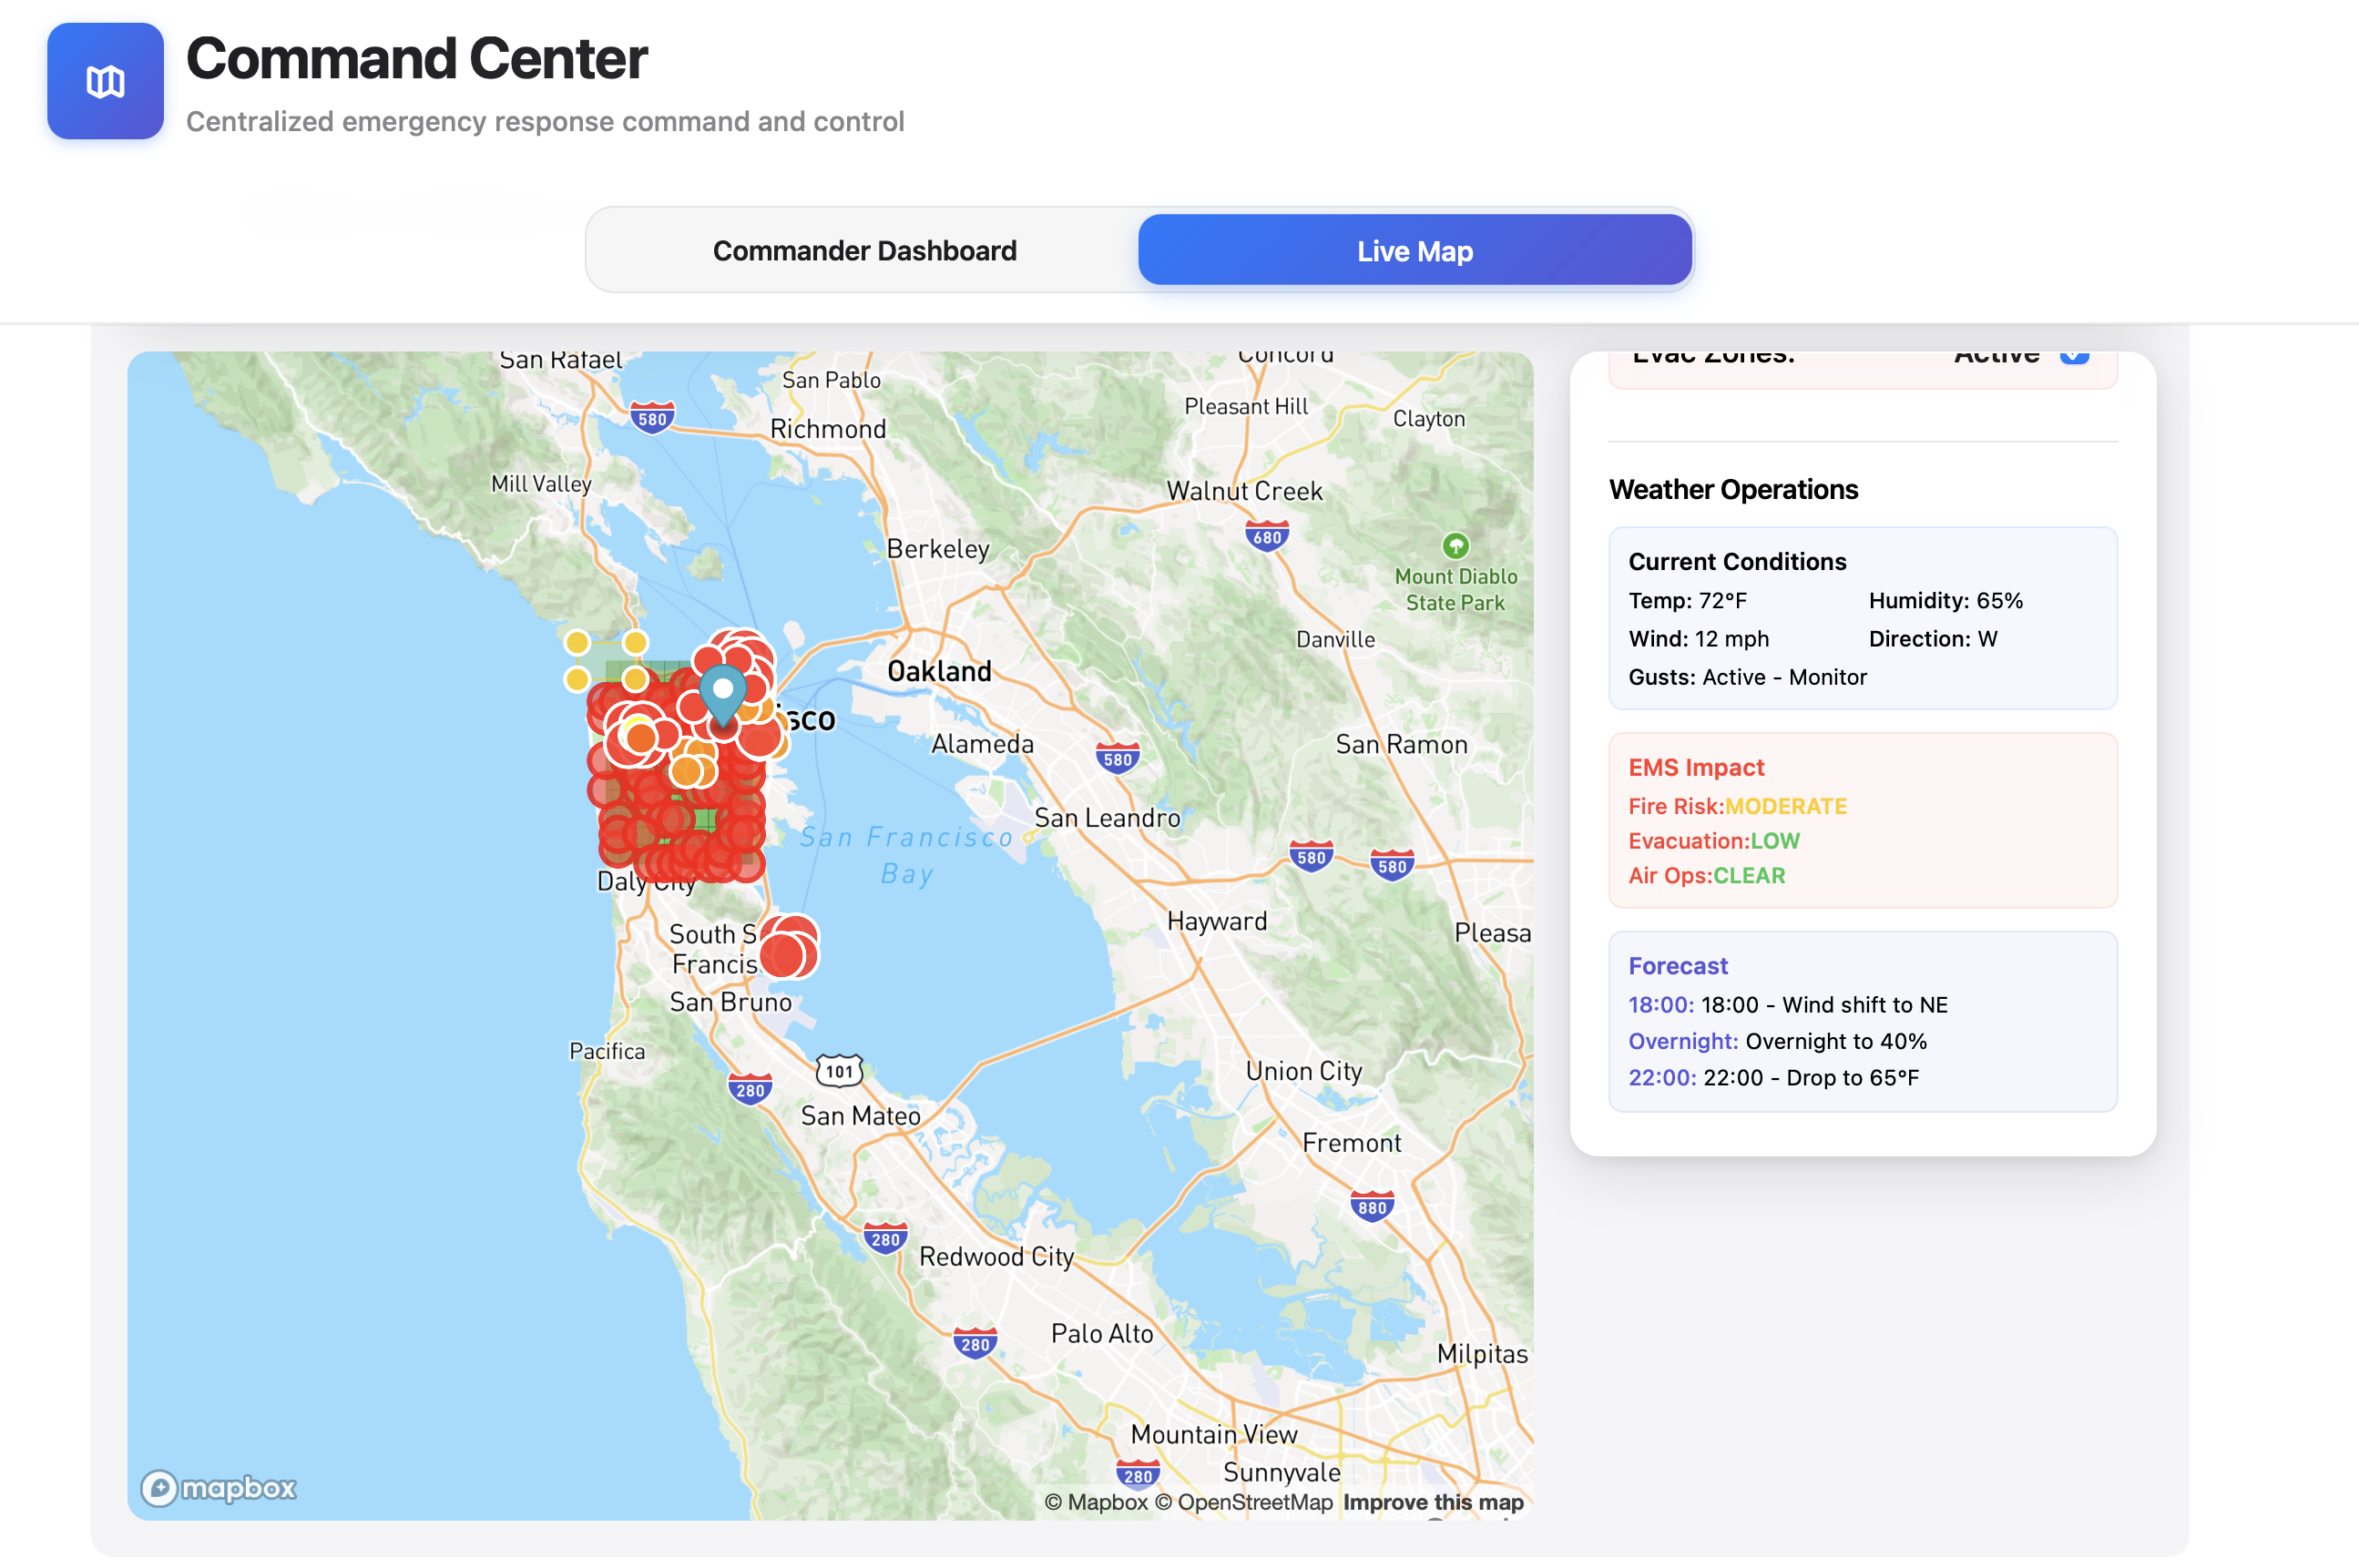 Command Center
Centralized emergency response command and control
Commander Dashboard
Live Map
San Rafael
San Pablo
Concord
580
Richmond
Pleasant Hill
Clayton
Mill Valley
Walnut Creek
680
Berkeley
Mount Diablo
State Park
Danville
Oakland
isco
Alameda
580
San Ramon
San Leandro
San Francisco
Bay
580
580
Daly City
Hayward
Pleasa
South S
Francis
San Bruno
Pacifica
101
280
Union City
San Mateo
Fremont
880
280
Redwood City
280
Palo Alto
Milpitas
Mountain View
280
Sunnyvale
mapbox
© Mapbox © OpenStreetMap Improve this map
Evac Zones: Active
Weather Operations
Current Conditions
Temp: 72°F Humidity: 65%
Wind: 12 mph Direction: W
Gusts: Active - Monitor
EMS Impact
Fire Risk:MODERATE
Evacuation:LOW
Air Ops:CLEAR
Forecast
18:00: 18:00 - Wind shift to NE
Overnight: Overnight to 40%
22:00: 22:00 - Drop to 65°F